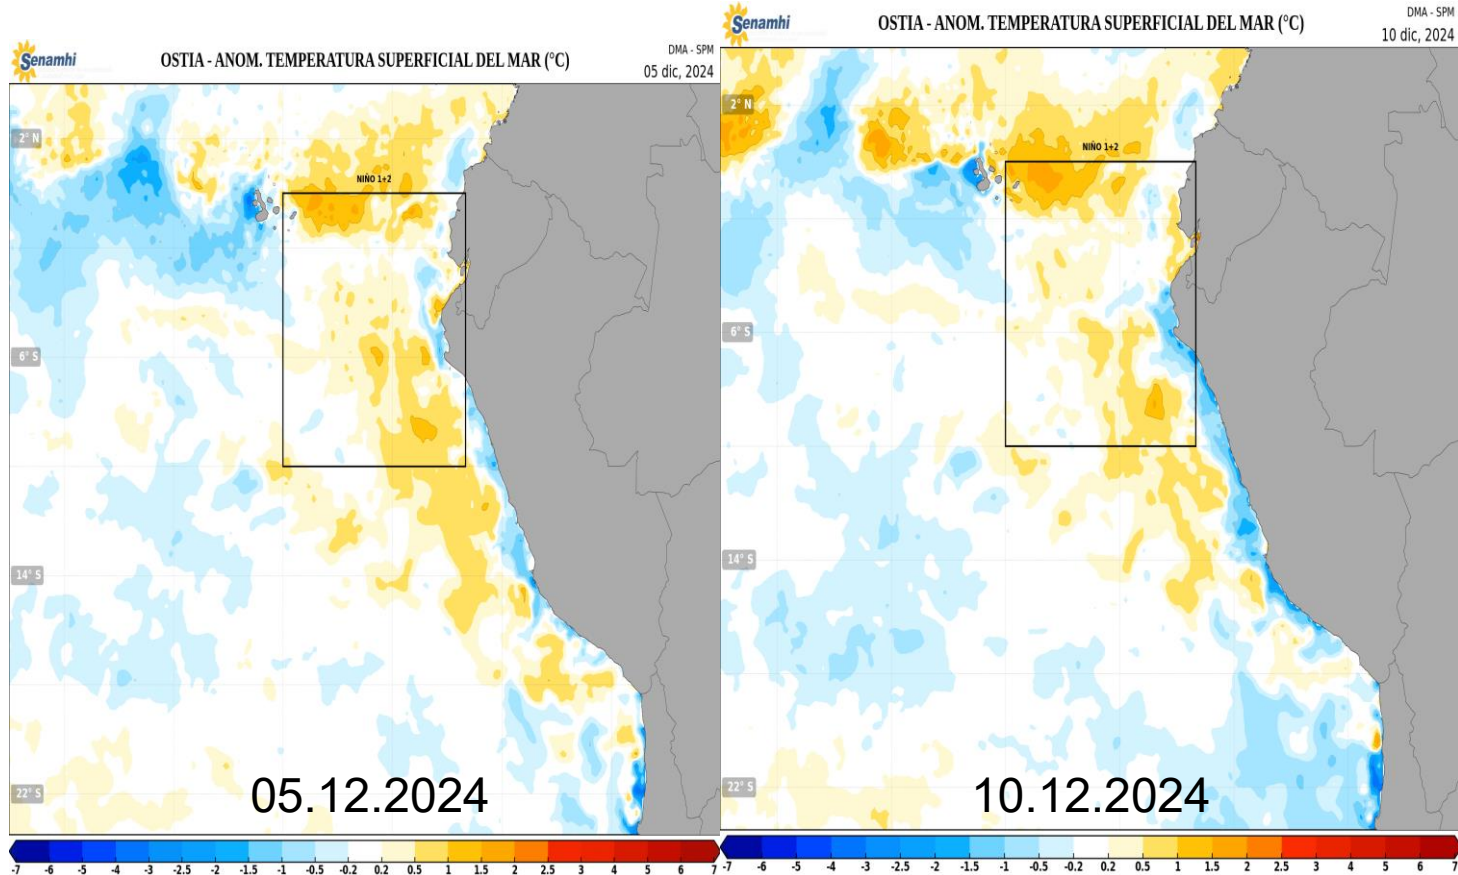 Senamhi
OSTIA - ANOM. TEMPERATURA SUPERFICIAL DEL MAR (°C)
DMA - SPM
05 dic, 2024
2° N
NIÑO 1+2
6° S
14° S
22° S
05.12.2024
-7 -6 -5 -4 -3 -2.5 -2 -1.5 -1 -0.5 -0.2 0.2 0.5 1 1.5 2 2.5 3 4 5 6 7
Senamhi
OSTIA - ANOM. TEMPERATURA SUPERFICIAL DEL MAR (°C)
DMA - SPM
10 dic, 2024
2° N
NIÑO 1+2
6° S
14° S
22° S
10.12.2024
-7 -6 -5 -4 -3 -2.5 -2 -1.5 -1 -0.5 -0.2 0.2 0.5 1 1.5 2 2.5 3 4 5 6 7